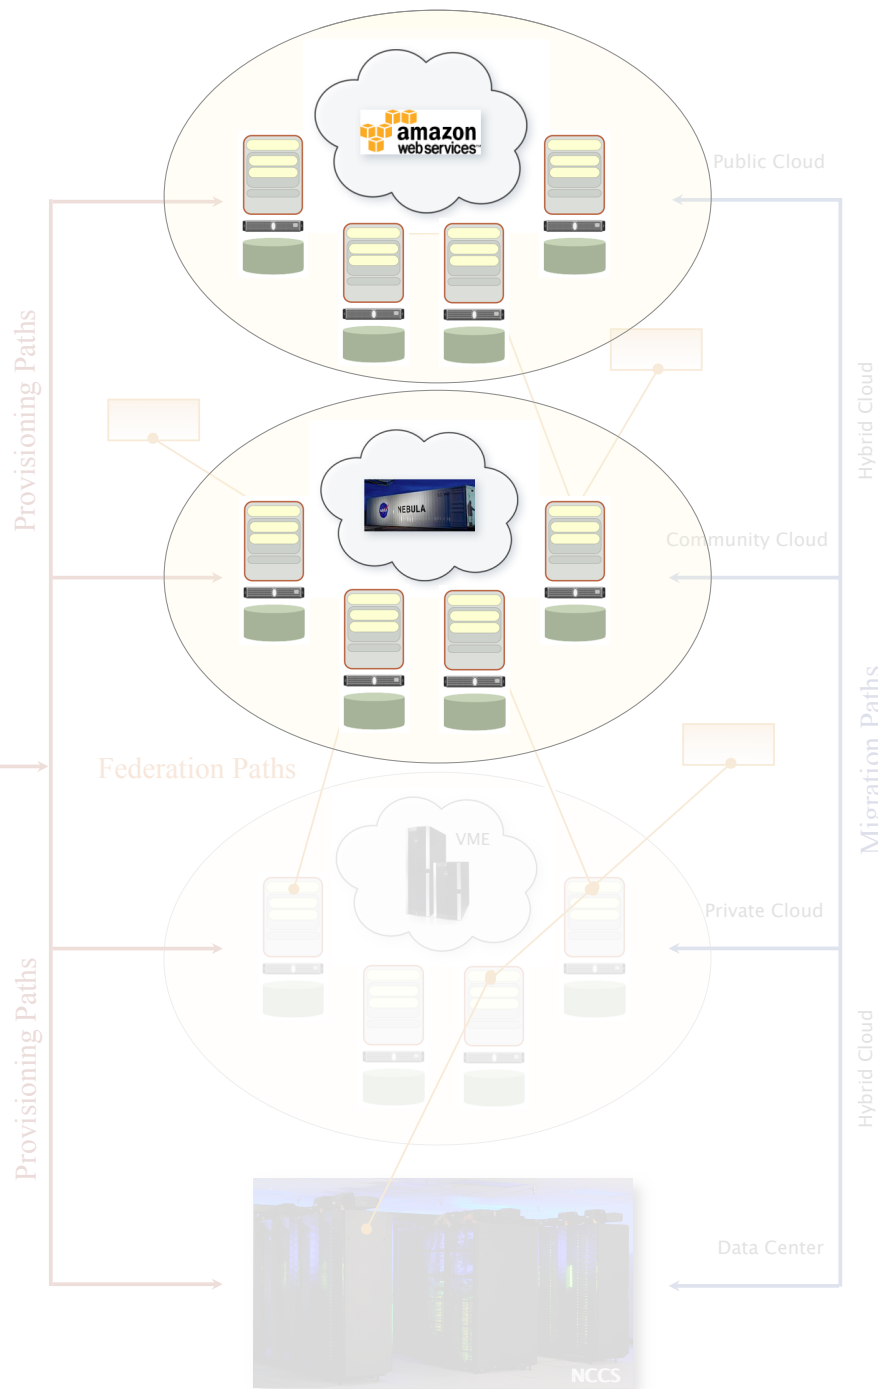 amazon
webservices™
Public Cloud
Provisioning Paths
Hybrid Cloud
NEBULA
Community Cloud
Migration Paths
Federation Paths
VME
Private Cloud
Provisioning Paths
Hybrid Cloud
Data Center
NCCS